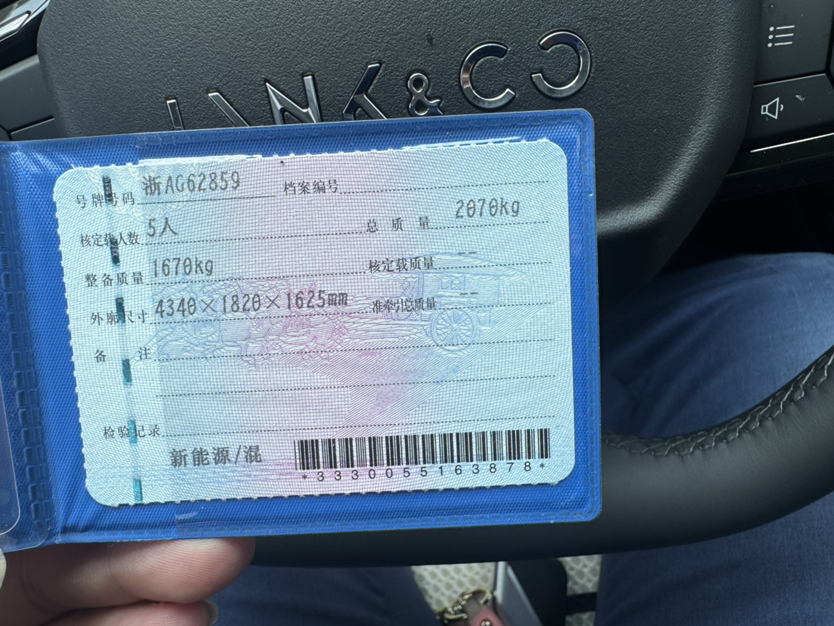 LYNK&CO
号牌号码 浙AG62859 档案编号
核定载人数 5人 总质量 2070kg
整备质量 1670kg 核定载质量 --
外廓尺寸 4340×1820×1625mm 准牵引总质量 --
备注
检验记录
新能源/混
*3330055163878*